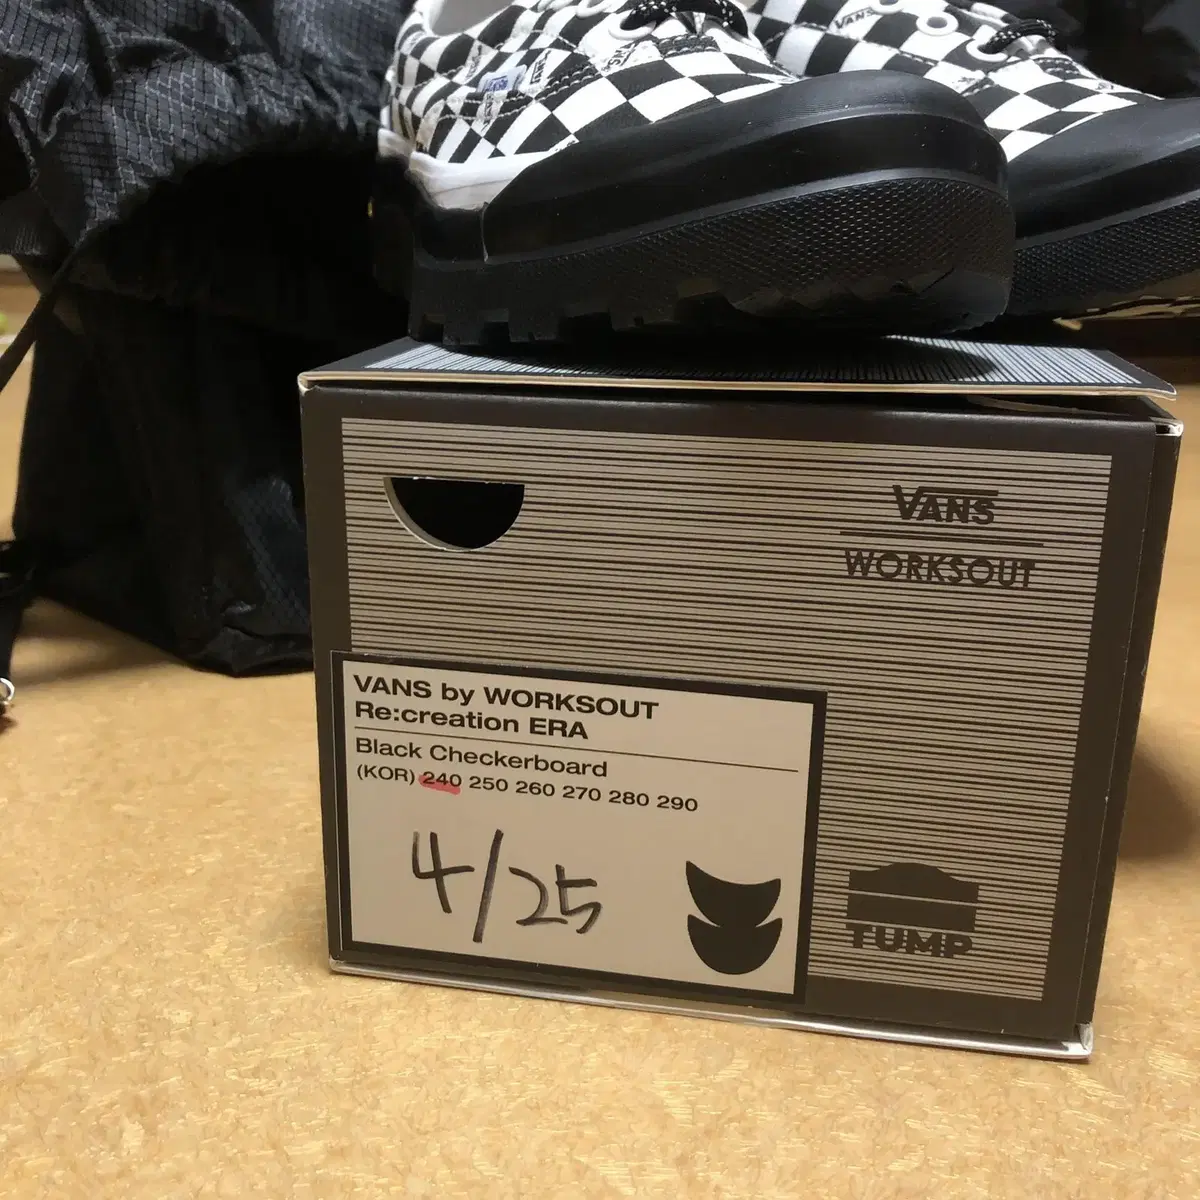 VANS
VANS
WORKSOUT
VANS by WORKSOUT
Re:creation ERA
Black Checkerboard
(KOR) 240 250 260 270 280 290
4/25
TUMP